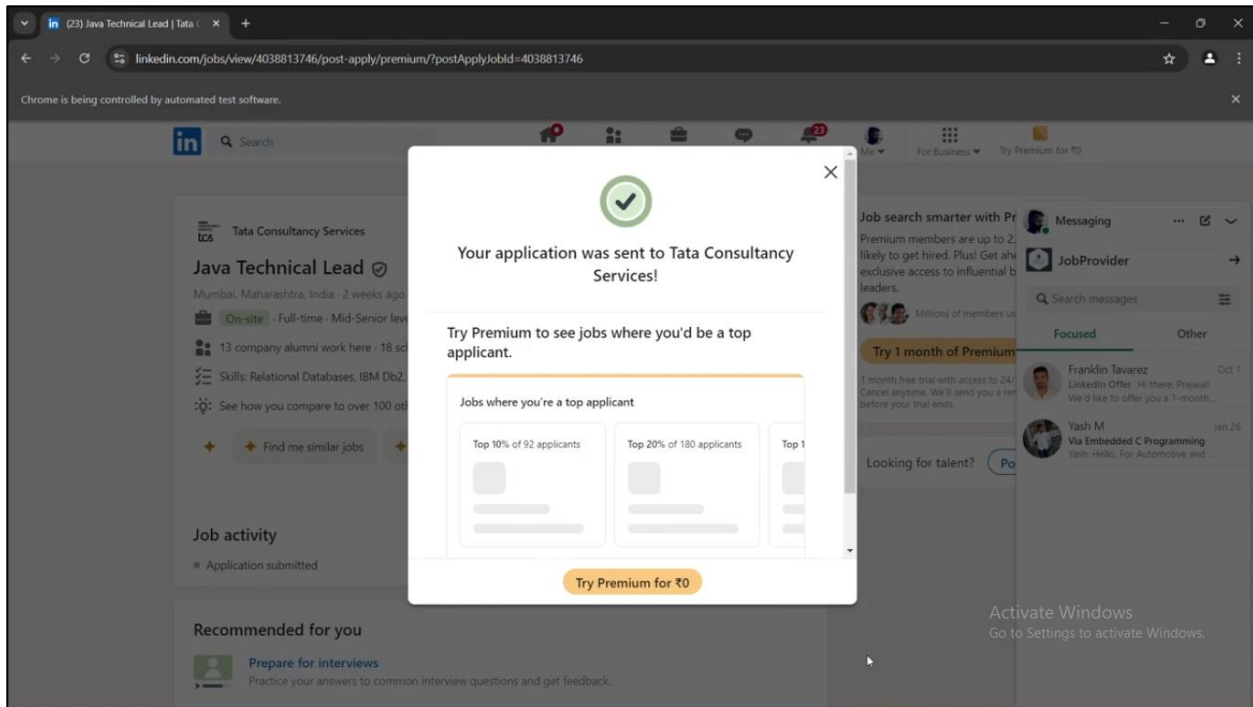 (23) Java Technical Lead | Tata C
linkedin.com/jobs/view/4038813746/post-apply/premium/?postApplyJobId=4038813746
Chrome is being controlled by automated test software.
in
Search
23
Me
For Business
Try Premium for ₹0
tcs
Tata Consultancy Services
Java Technical Lead
Mumbai, Maharashtra, India · 2 weeks ago
On-site · Full-time · Mid-Senior leve
13 company alumni work here · 18 sc
Skills: Relational Databases, IBM Db2,
See how you compare to over 100 ot
Find me similar jobs
Job activity
Application submitted
Recommended for you
Prepare for interviews
Practice your answers to common interview questions and get feedback.
Your application was sent to Tata Consultancy
Services!
Try Premium to see jobs where you'd be a top
applicant.
Jobs where you're a top applicant
Top 10% of 92 applicants
Top 20% of 180 applicants
Top 1
Try Premium for ₹0
Job search smarter with Pr
Premium members are up to 2.
likely to get hired. Plus! Get ahe
exclusive access to influential b
leaders.
Millions of members us
Try 1 month of Premium
1 month free trial with access to 24/
Cancel anytime. We'll send you a re
before your trial ends.
Looking for talent?
Po
Messaging
JobProvider
Search messages
Focused
Other
Franklin Tavarez
Oct 1
LinkedIn Offer Hi there, Prajwal!
We'd like to offer you a 1-month...
Yash M
Jan 26
Via Embedded C Programming
Yash: Hello, For Automotive and ...
Activate Windows
Go to Settings to activate Windows.